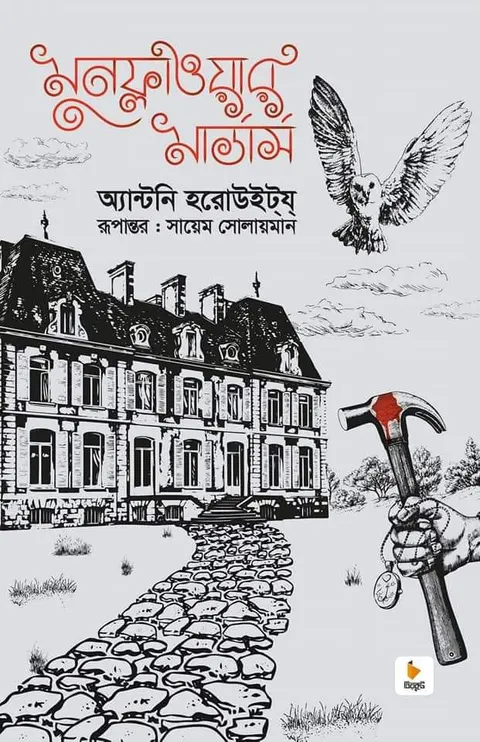 মুনফ্লাওয়ার
মার্ডার্স
অ্যান্টনি হরোউইট্‌য্
রূপান্তর : সায়েম সোলায়মান